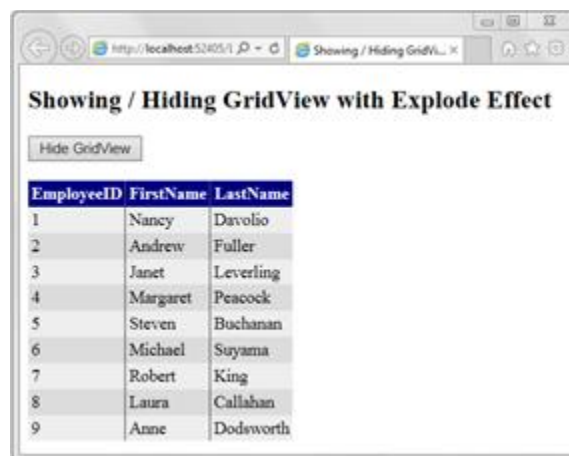 http://localhost:52405/1
Showing / Hiding GridVi...
Showing / Hiding GridView with Explode Effect
Hide GridView
EmployeeID FirstName LastName
1 Nancy Davolio
2 Andrew Fuller
3 Janet Leverling
4 Margaret Peacock
5 Steven Buchanan
6 Michael Suyama
7 Robert King
8 Laura Callahan
9 Anne Dodsworth